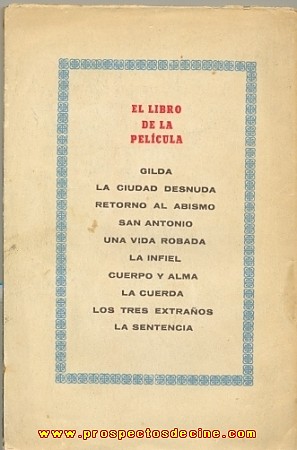 EL LIBRO
DE LA
PELÍCULA
GILDA
LA CIUDAD DESNUDA
RETORNO AL ABISMO
SAN ANTONIO
UNA VIDA ROBADA
LA INFIEL
CUERPO Y ALMA
LA CUERDA
LOS TRES EXTRAÑOS
LA SENTENCIA
www.prospectosdecine.com